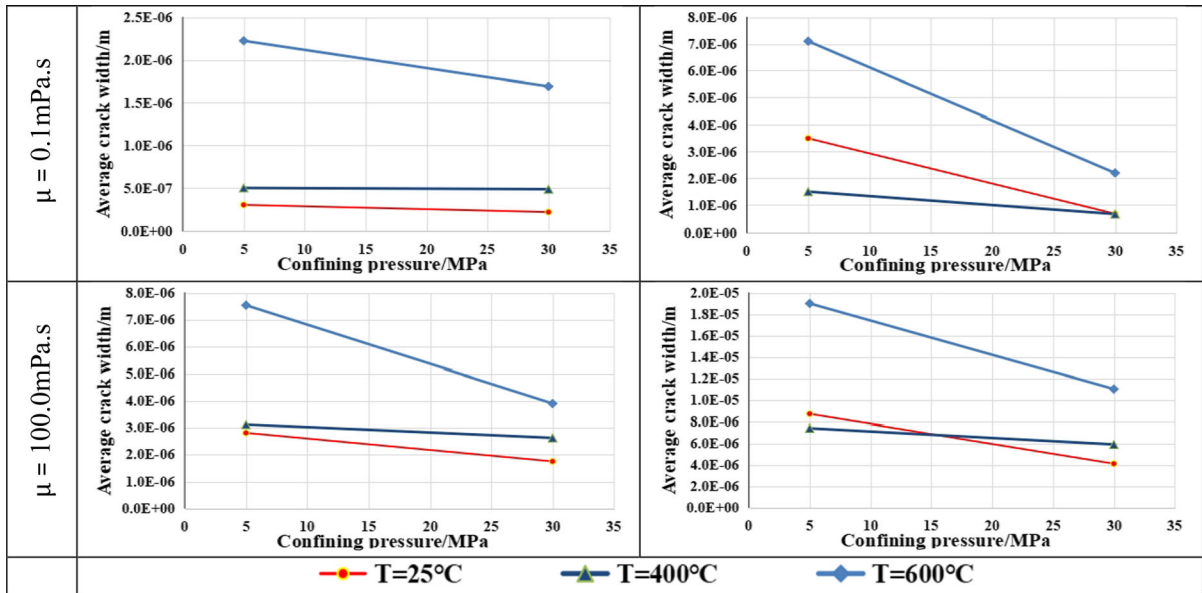 μ = 0.1mPa.s
Average crack width/m
2.5E-06
2.0E-06
1.5E-06
1.0E-06
5.0E-07
0.0E+00
0 5 10 15 20 25 30 35
Confining pressure/MPa
Average crack width/m
8.0E-06
7.0E-06
6.0E-06
5.0E-06
4.0E-06
3.0E-06
2.0E-06
1.0E-06
0.0E+00
0 5 10 15 20 25 30 35
Confining pressure/MPa
μ = 100.0mPa.s
Average crack width/m
8.0E-06
7.0E-06
6.0E-06
5.0E-06
4.0E-06
3.0E-06
2.0E-06
1.0E-06
0.0E+00
0 5 10 15 20 25 30 35
Confining pressure/MPa
Average crack width/m
2.0E-05
1.8E-05
1.6E-05
1.4E-05
1.2E-05
1.0E-05
8.0E-06
6.0E-06
4.0E-06
2.0E-06
0.0E+00
0 5 10 15 20 25 30 35
Confining pressure/MPa
T=25℃ T=400℃ T=600℃